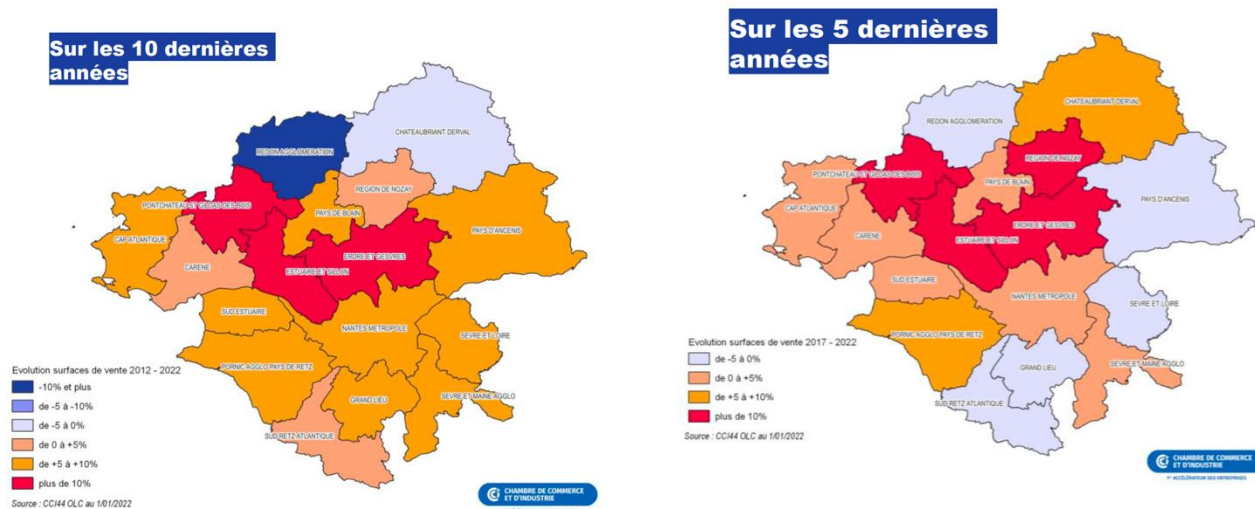 Sur les 10 dernières
années
CHATEAUBRIANT DERVAL
REDON AGGLOMERATION
REGION DE NOZAY
PONTCHATEAU-ST GILDAS DES BOIS
PAYS DE BLAIN
PAYS D'ANCENIS
CAP ATLANTIQUE
ERDRE ET GESVRES
CARENE
ESTUAIRE ET SILLON
SUD ESTUAIRE
NANTES METROPOLE
SEVRE ET LOIRE
PORNIC AGGLO PAYS DE RETZ
GRAND LIEU
SEVRE ET MAINE AGGLO
SUD RETZ ATLANTIQUE
Evolution surfaces de vente 2012 - 2022
-10% et plus
de -5 à -10%
de -5 à 0%
de 0 à +5%
de +5 à +10%
plus de 10%
Source : CCI44 OLC au 1/01/2022
CCI
CHAMBRE DE COMMERCE
ET D'INDUSTRIE
Sur les 5 dernières
années
CHATEAUBRIANT DERVAL
REDON AGGLOMERATION
REGION DE NOZAY
PONTCHATEAU-ST GILDAS DES BOIS
PAYS DE BLAIN
PAYS D'ANCENIS
CAP ATLANTIQUE
ERDRE ET GESVRES
CARENE
ESTUAIRE ET SILLON
SUD ESTUAIRE
NANTES METROPOLE
SEVRE ET LOIRE
PORNIC AGGLO PAYS DE RETZ
GRAND LIEU
SEVRE ET MAINE AGGLO
SUD RETZ ATLANTIQUE
Evolution surfaces de vente 2017 - 2022
de -5 à 0%
de 0 à +5%
de +5 à +10%
plus de 10%
Source : CCI44 OLC au 1/01/2022
CCI
CHAMBRE DE COMMERCE
ET D'INDUSTRIE
ACCÉLÉRATEUR DES ENTREPRISES